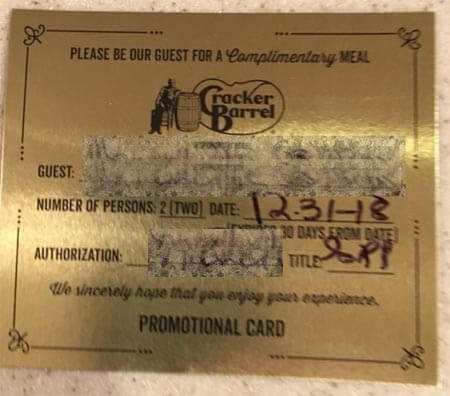 PLEASE BE OUR GUEST FOR A Complimentary MEAL
Cracker
Barrel
GUEST:
NUMBER OF PERSONS: 2 (TWO) DATE: 12-31-18
(EXPIRES 30 DAYS FROM DATE)
AUTHORIZATION: TITLE:
We sincerely hope that you enjoy your experience.
PROMOTIONAL CARD